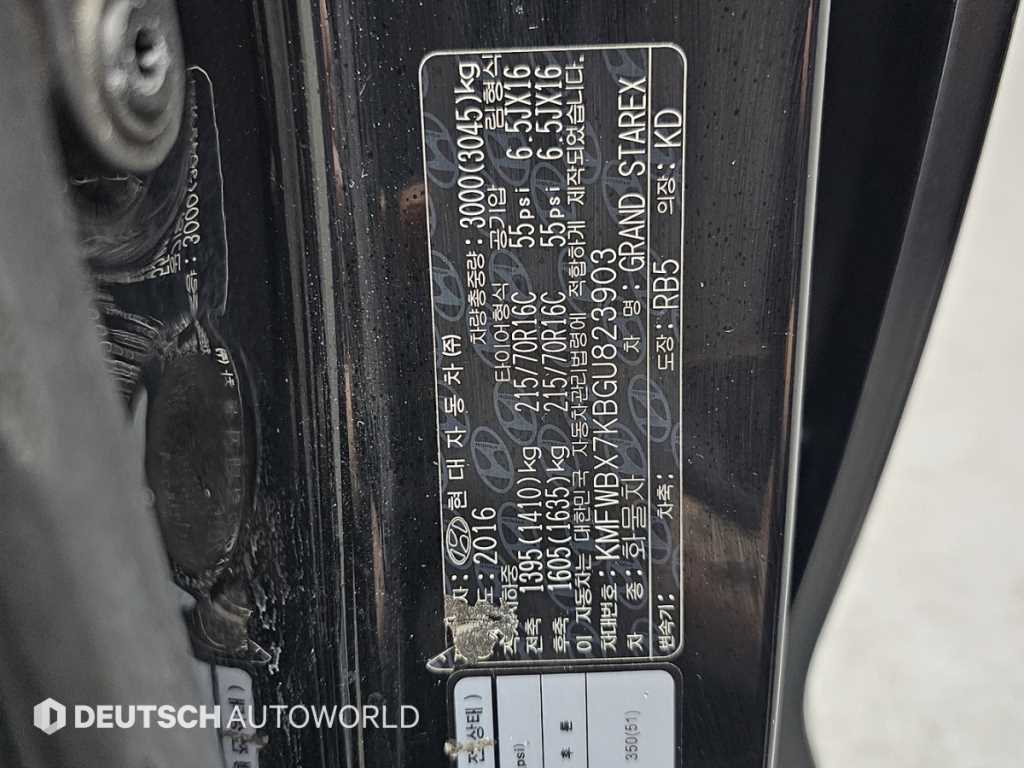 현대자동차(주)
2016 차량총중량: 3000(3045)kg
타이어형식 공기압 림형식
전축 1395(1410)kg 215/70R16C 55psi 6.5JX16
후축 1605(1635)kg 215/70R16C 55psi 6.5JX16
이 자동차는 대한민국 자동차관리법령에 적합하게 제작되었습니다.
차대번호: KMFWBX7KBGU823903
차 종: 화물차 차 명: GRAND STAREX
변속기: 차축: 도장: RB5 의장: KD
350(51)
DEUTSCH AUTOWORLD